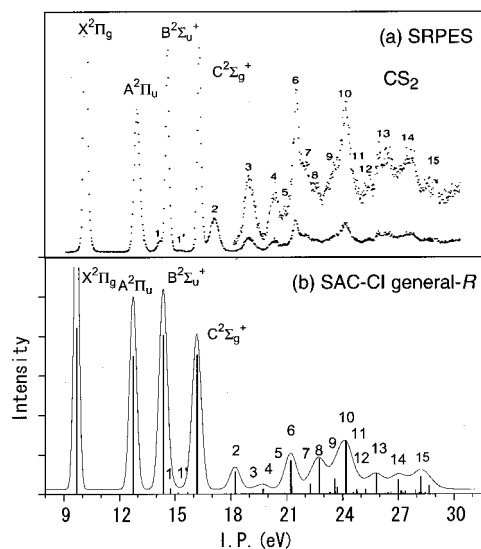 X²Πg
B²Σu⁺
(a) SRPES
C²Σg⁺
CS₂
A²Πu
6
10
7
8
9
11
12
13
14
15
3
4
5
2
1
1'
X²Πg
A²Πu
B²Σu⁺
(b) SAC-CI general-R
C²Σg⁺
Intensity
1
1'
2
3
4
5
6
7
8
9
10
11
12
13
14
15
9 12 15 18 21 24 27 30
I.P. (eV)